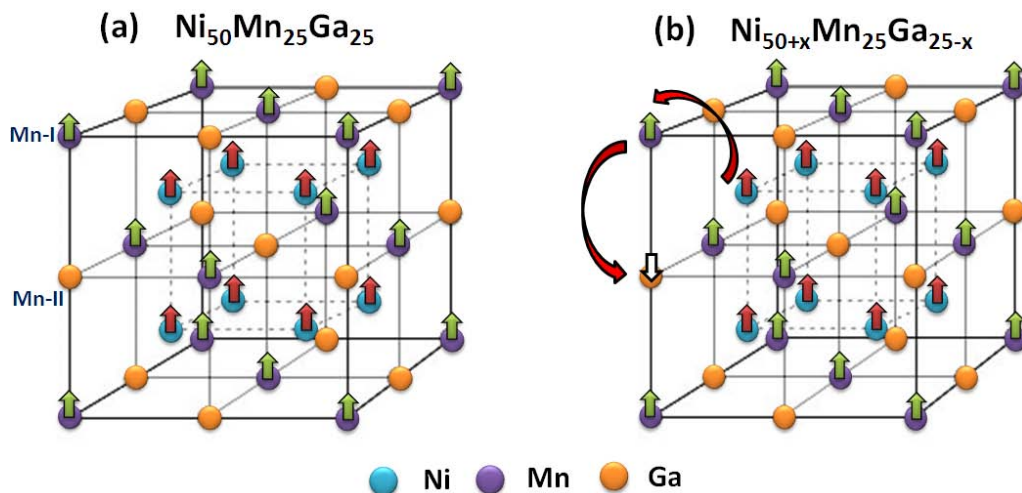 (a) Ni₅₀Mn₂₅Ga₂₅
(b) Ni₅₀₊ₓMn₂₅Ga₂₅₋ₓ
Mn-I
Mn-II
Ni Mn Ga